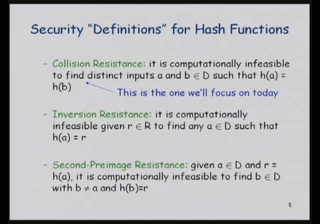 Security “Definitions” for Hash Functions
– Collision Resistance: it is computationally infeasible
to find distinct inputs a and b ∈ D such that h(a) =
h(b)
This is the one we’ll focus on today
– Inversion Resistance: it is computationally
infeasible given r ∈ R to find any a ∈ D such that
h(a) = r
– Second-Preimage Resistance: given a ∈ D and r =
h(a), it is computationally infeasible to find b ∈ D
with b ≠ a and h(b)=r
5